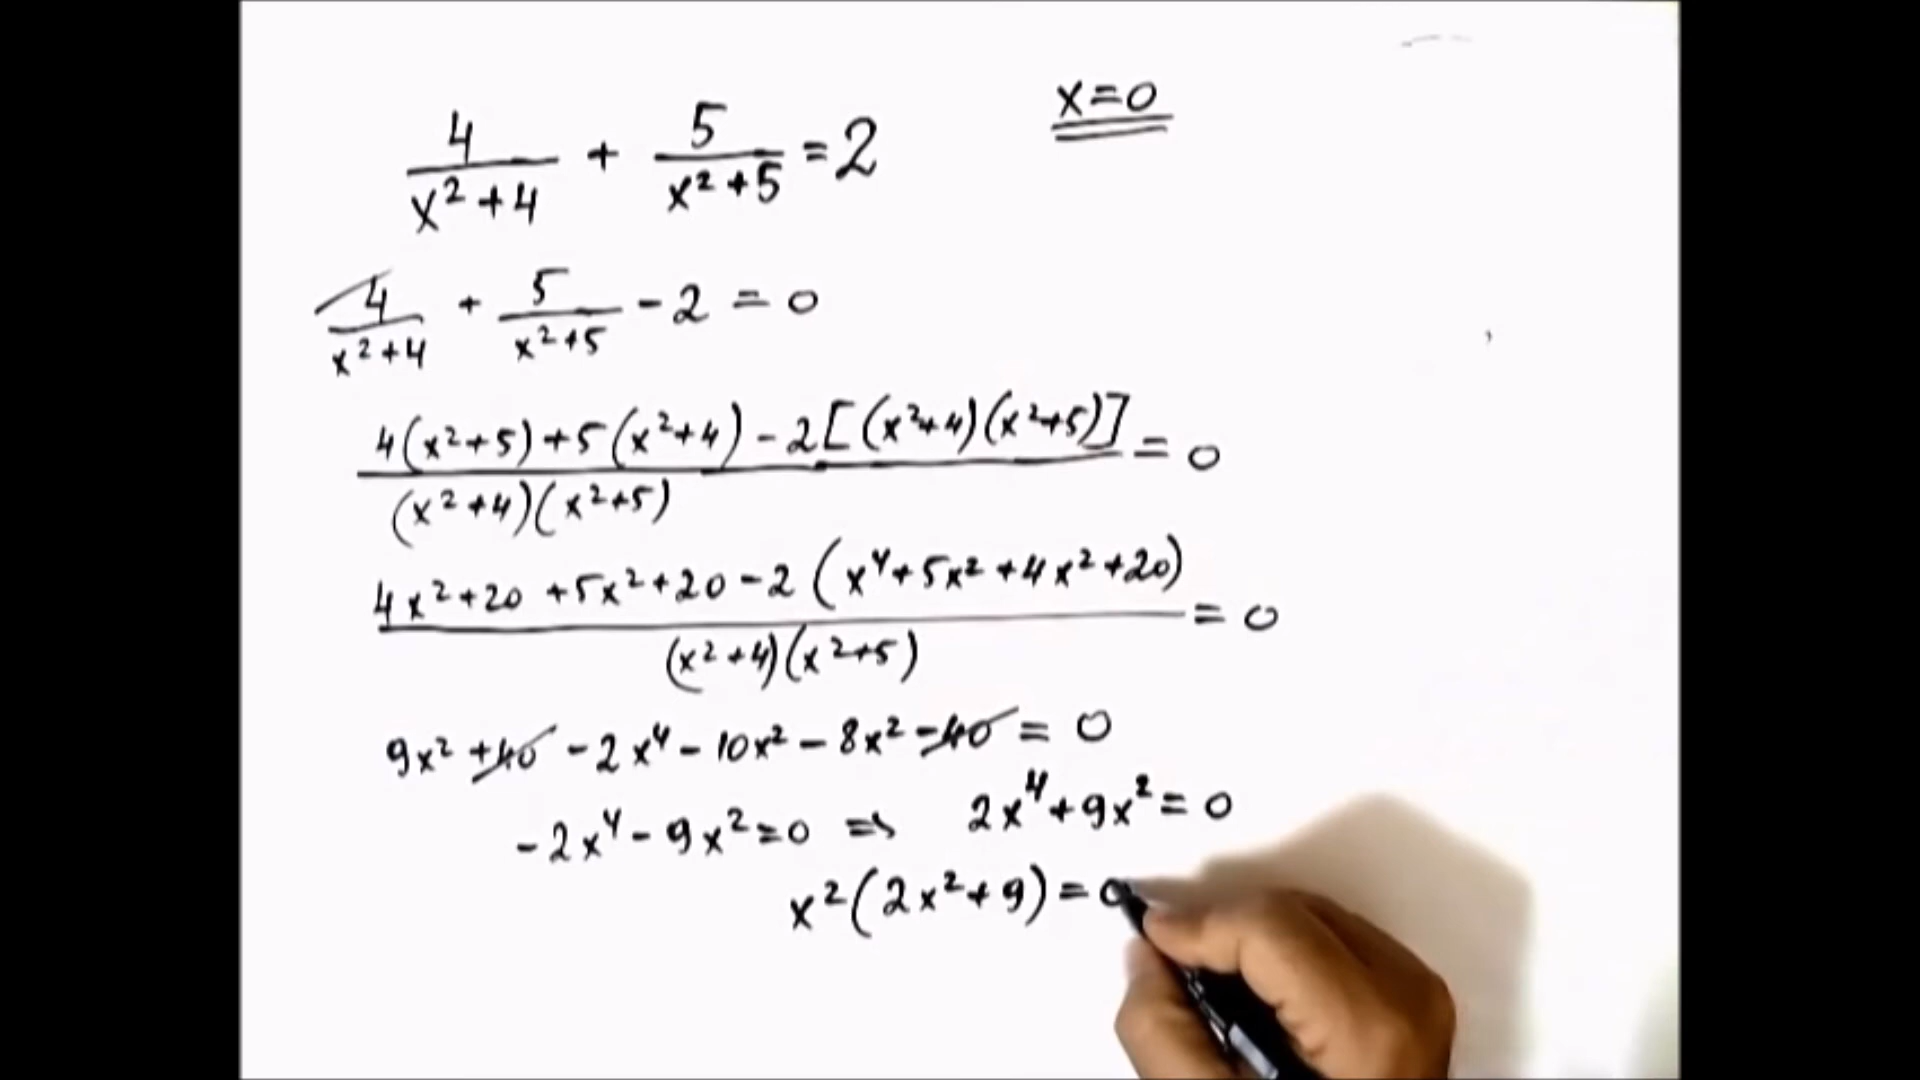 4/(x²+4) + 5/(x²+5) = 2
x=0
4/(x²+4) + 5/(x²+5) - 2 = 0
(4(x²+5)+5(x²+4)-2[(x²+4)(x²+5)])/((x²+4)(x²+5)) = 0
(4x²+20+5x²+20-2(x⁴+5x²+4x²+20))/((x²+4)(x²+5)) = 0
9x²+40-2x⁴-10x²-8x²-40 = 0
-2x⁴-9x²=0 ⇒ 2x⁴+9x²=0
x²(2x²+9)=0